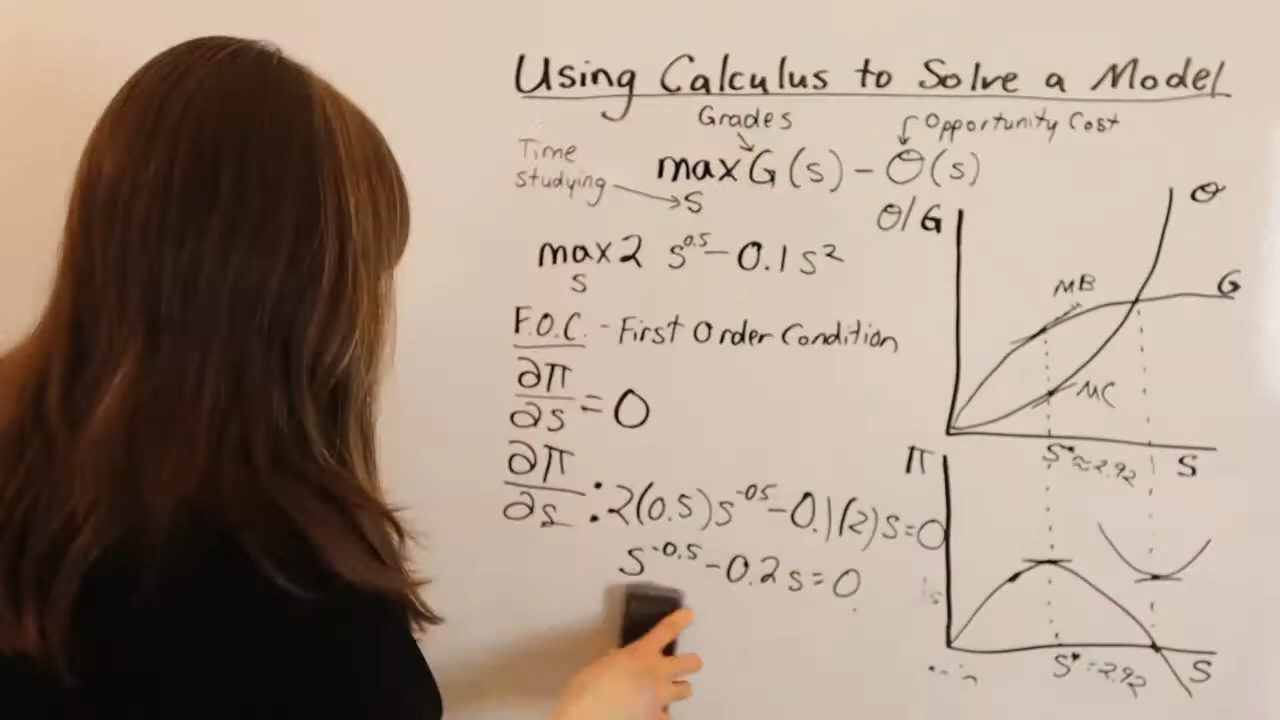 Using Calculus to Solve a Model
Grades
Opportunity Cost
Time
studying
max G(s) - O(s)
s
max 2 s^0.5 - 0.1s²
s
F.O.C. - First Order Condition
∂π/∂s = 0
∂π/∂s : 2(0.5)s^-0.5 - 0.1(2)s=0
s^-0.5 - 0.2s=0
O/G
O
G
MB
MC
S*≈2.92
S
π
S*=2.92
S